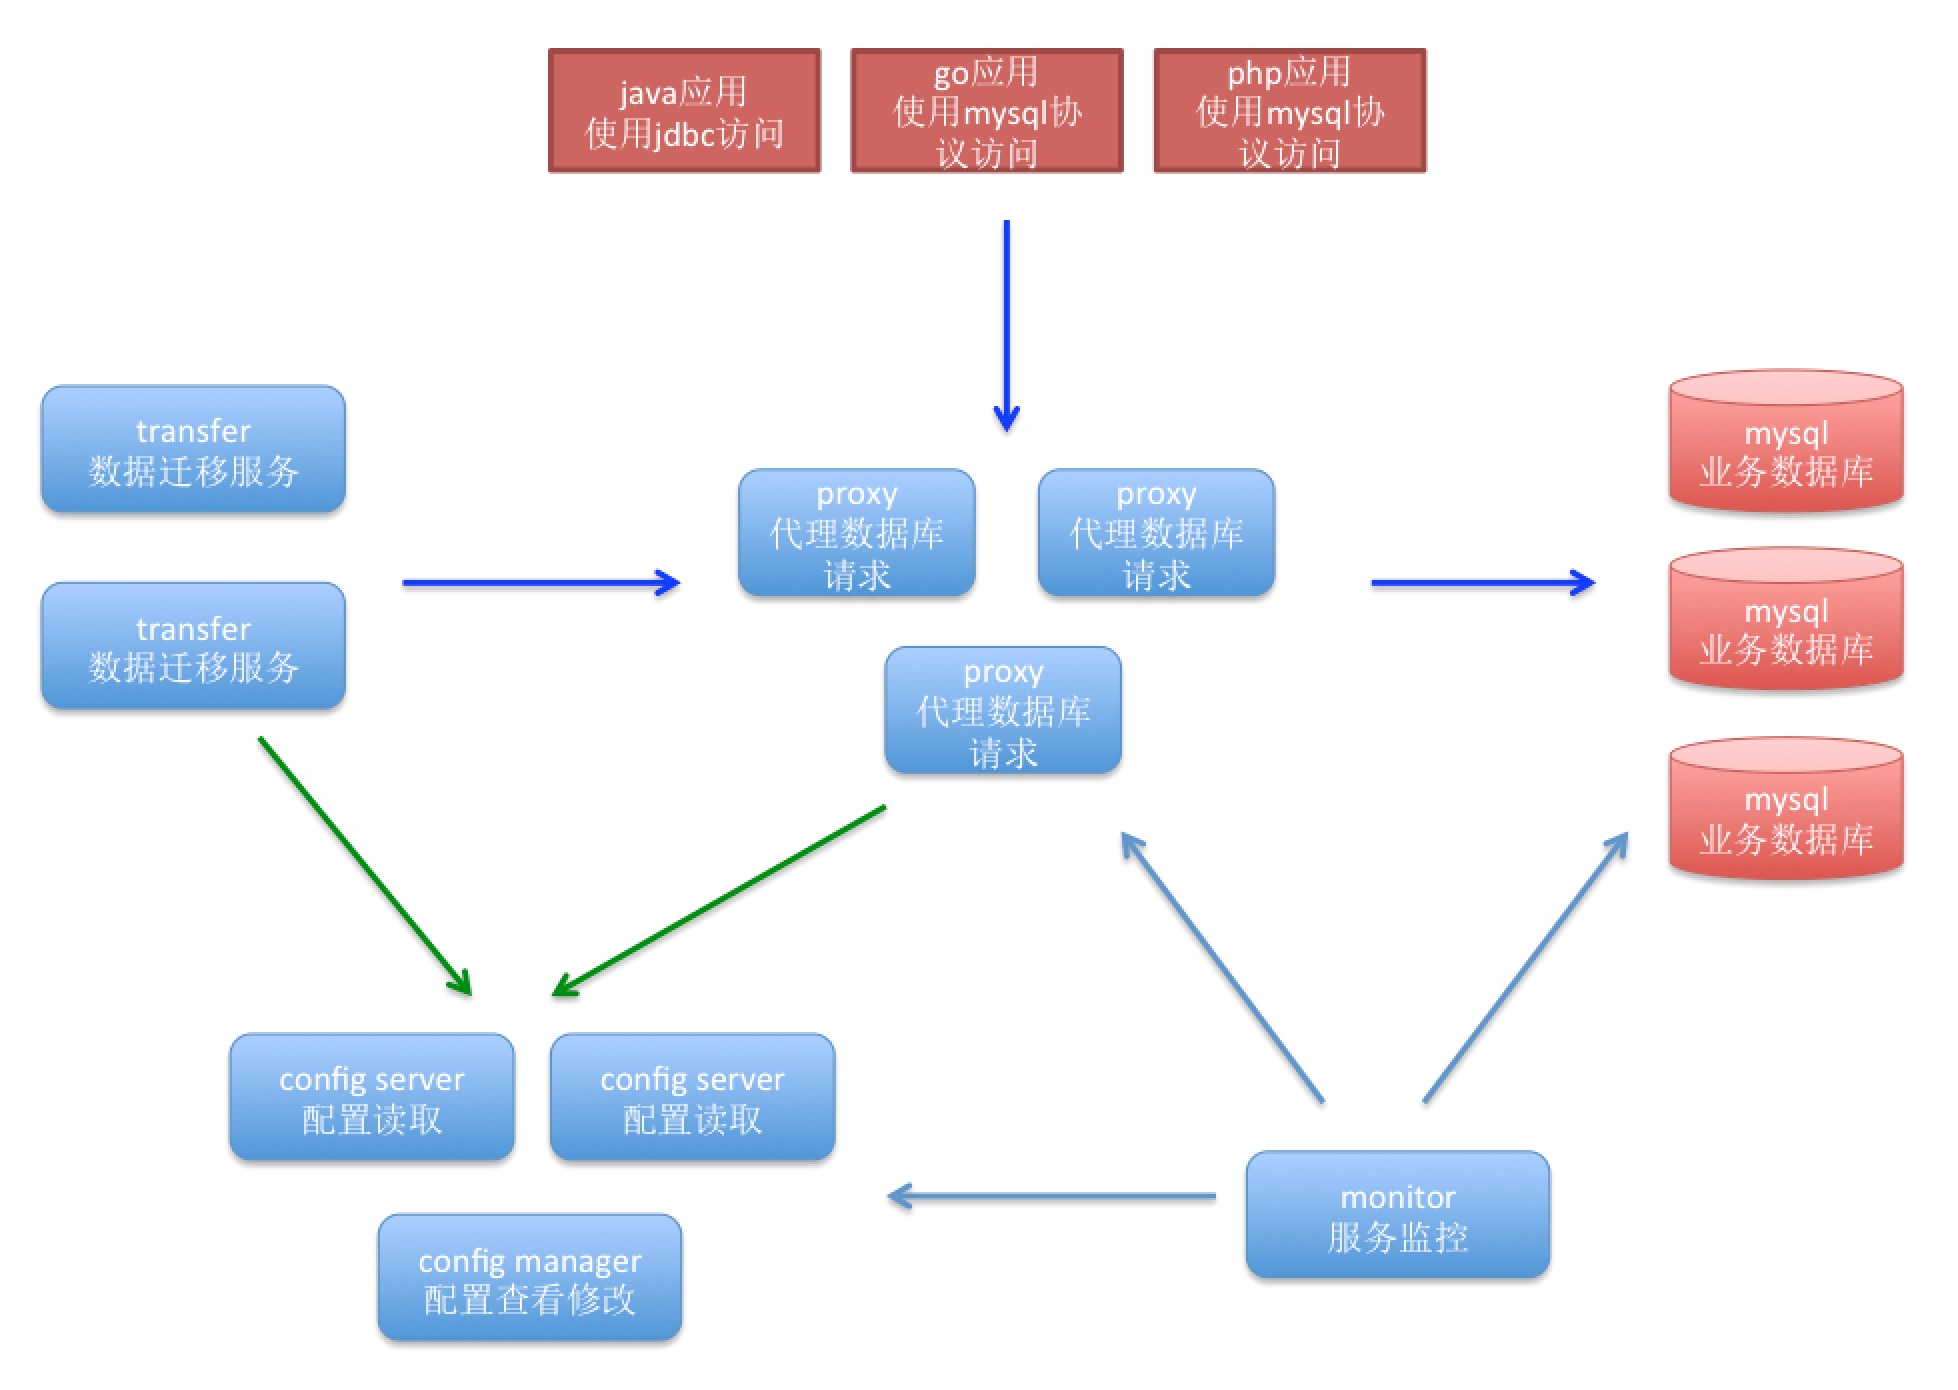 java应用
使用jdbc访问
go应用
使用mysql协
议访问
php应用
使用mysql协
议访问
transfer
数据迁移服务
transfer
数据迁移服务
proxy
代理数据库
请求
proxy
代理数据库
请求
proxy
代理数据库
请求
mysql
业务数据库
mysql
业务数据库
mysql
业务数据库
config server
配置读取
config server
配置读取
config manager
配置查看修改
monitor
服务监控